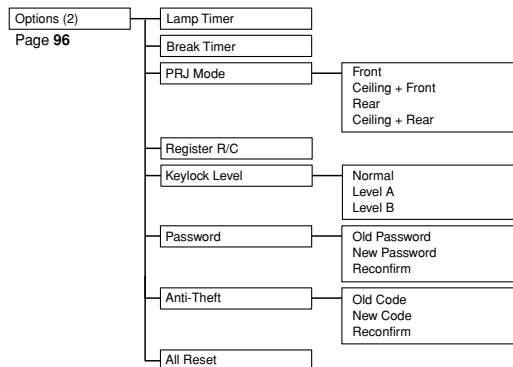 Options (2)
Page 96
Lamp Timer
Break Timer
PRJ Mode
Front
Ceiling + Front
Rear
Ceiling + Rear
Register R/C
Keylock Level
Normal
Level A
Level B
Password
Old Password
New Password
Reconfirm
Anti-Theft
Old Code
New Code
Reconfirm
All Reset